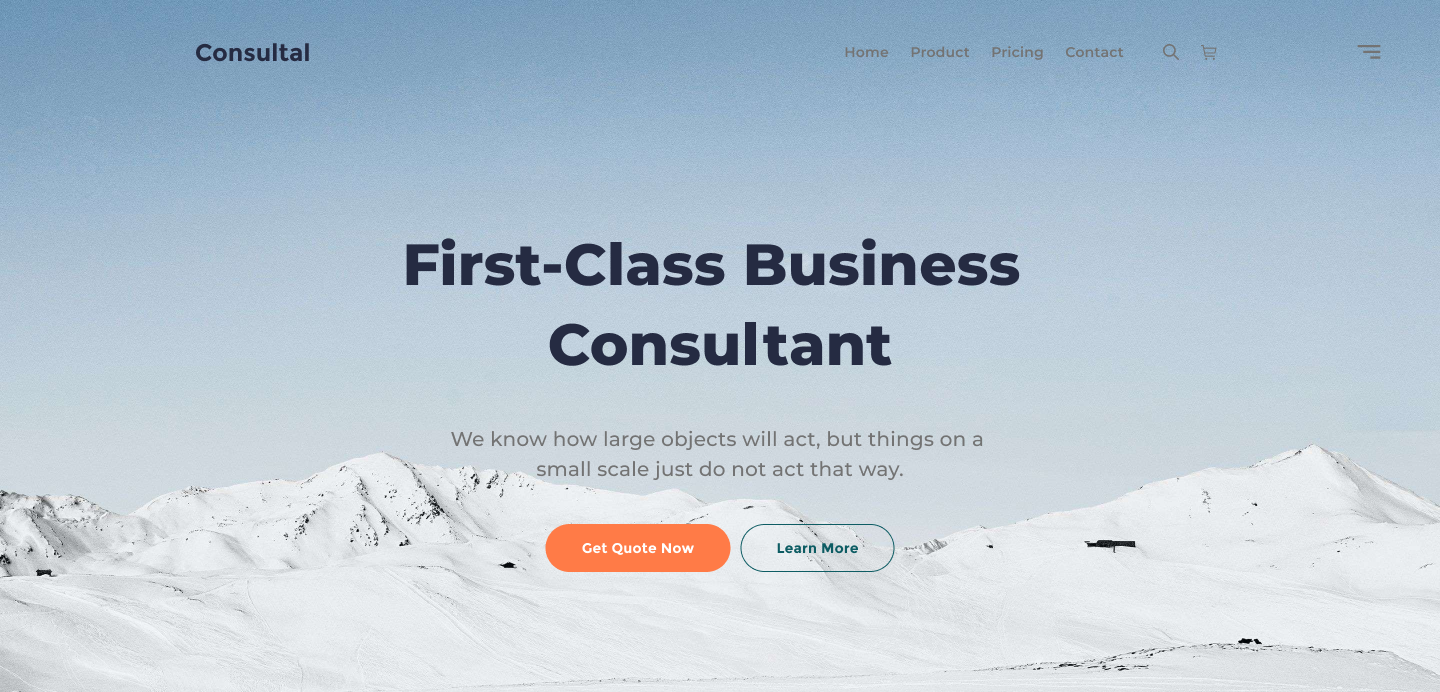 Consultal
Home Product Pricing Contact
First-Class Business
Consultant
We know how large objects will act, but things on a
small scale just do not act that way.
Get Quote Now Learn More